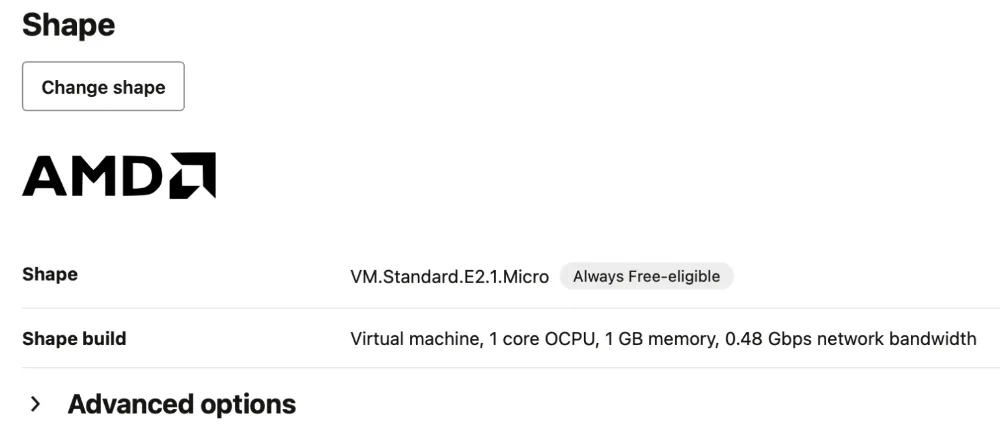 Shape
Change shape
AMD
Shape VM.Standard.E2.1.Micro Always Free-eligible
Shape build Virtual machine, 1 core OCPU, 1 GB memory, 0.48 Gbps network bandwidth
Advanced options